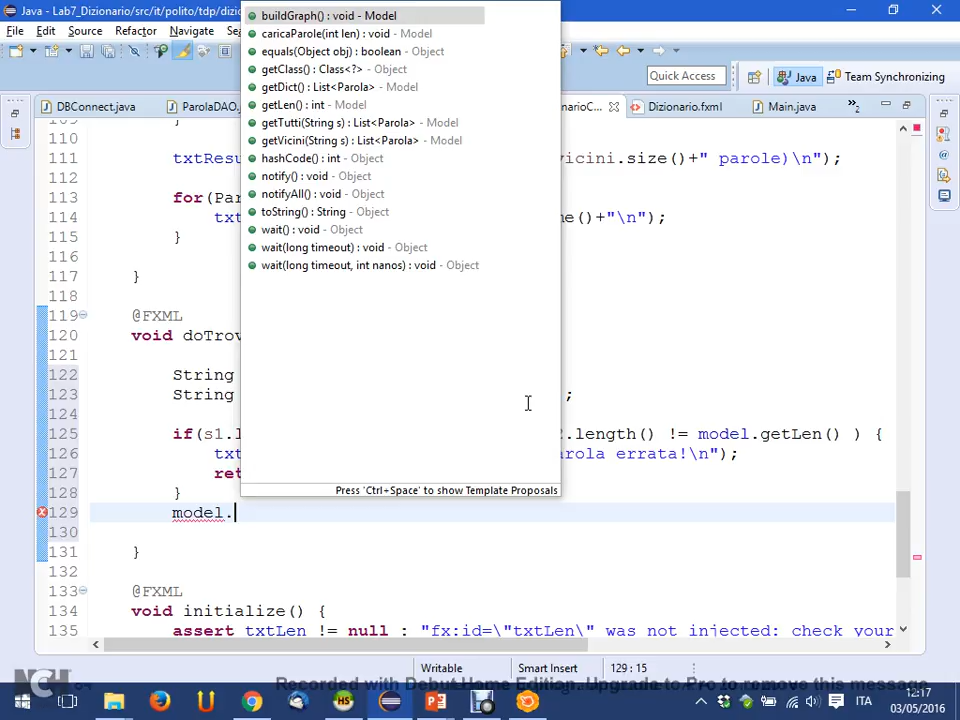 Java - Lab7_Dizionario/src/it/polito/tdp/dizio
File Edit Source Refactor Navigate Se
Quick Access
Java
Team Synchronizing
DBConnect.java
ParolaDAO.
narioC...
Dizionario.fxml
Main.java
»2
buildGraph() : void - Model
caricaParole(int len) : void - Model
equals(Object obj) : boolean - Object
getClass() : Class<?> - Object
getDict() : List<Parola> - Model
getLen() : int - Model
getTutti(String s) : List<Parola> - Model
getVicini(String s) : List<Parola> - Model
hashCode() : int - Object
notify() : void - Object
notifyAll() : void - Object
toString() : String - Object
wait() : void - Object
wait(long timeout) : void - Object
wait(long timeout, int nanos) : void - Object
Press 'Ctrl+Space' to show Template Proposals
109 }
110
111 txtResu vicini.size()+" parole)\n");
112
113 for(Par
114 txt me()+"\n");
115 }
116
117 }
118
119 @FXML
120 void doTrov
121
122 String
123 String ;
124
125 if(s1.l 2.length() != model.getLen() ) {
126 txt arola errata!\n");
127 ret
128 }
129 model.
130
131 }
132
133 @FXML
134 void initialize() {
135 assert txtLen != null : "fx:id=\"txtLen\" was not injected: check your
Writable
Smart Insert
129 : 15
NCH
Recorded with Debut Home Edition. Upgrade to Pro to remove this message
ITA
12:17
03/05/2016